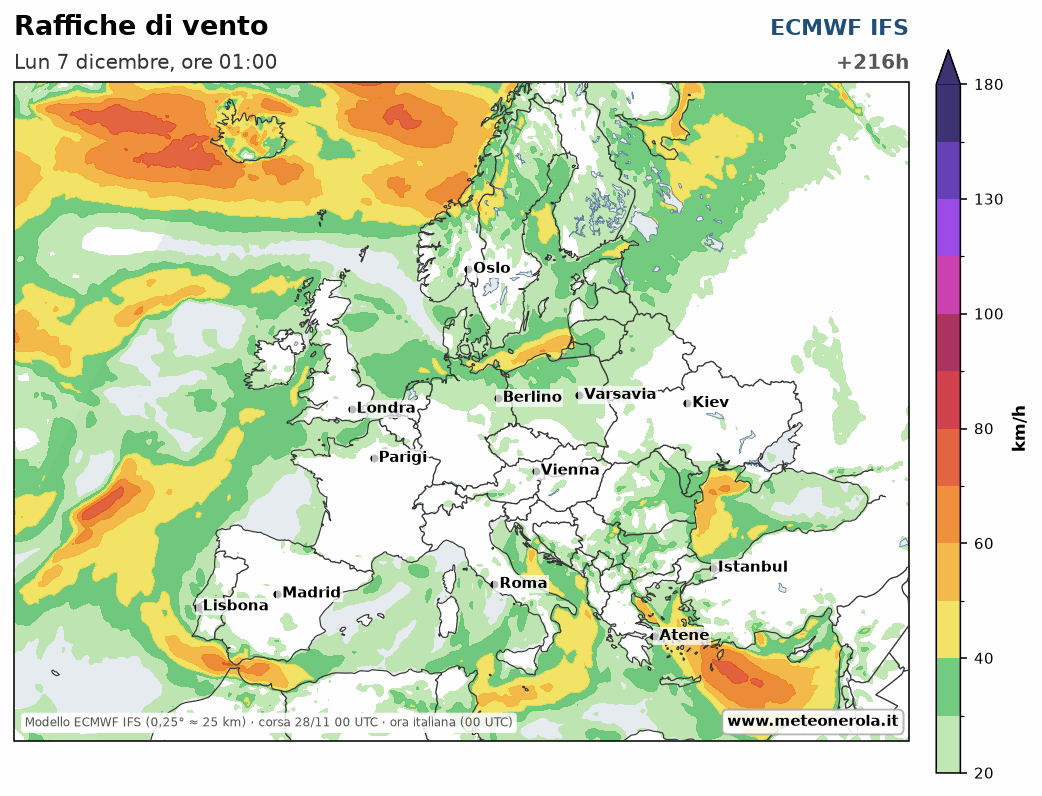 Raffiche di vento
ECMWF IFS
Lun 7 dicembre, ore 01:00
+216h
180
130
100
80
60
40
20
km/h
Oslo
Berlino
Varsavia
Kiev
Londra
Parigi
Vienna
Roma
Istanbul
Madrid
Lisbona
Atene
Modello ECMWF IFS (0,25° ≈ 25 km) · corsa 28/11 00 UTC · ora italiana (00 UTC)
www.meteonerola.it